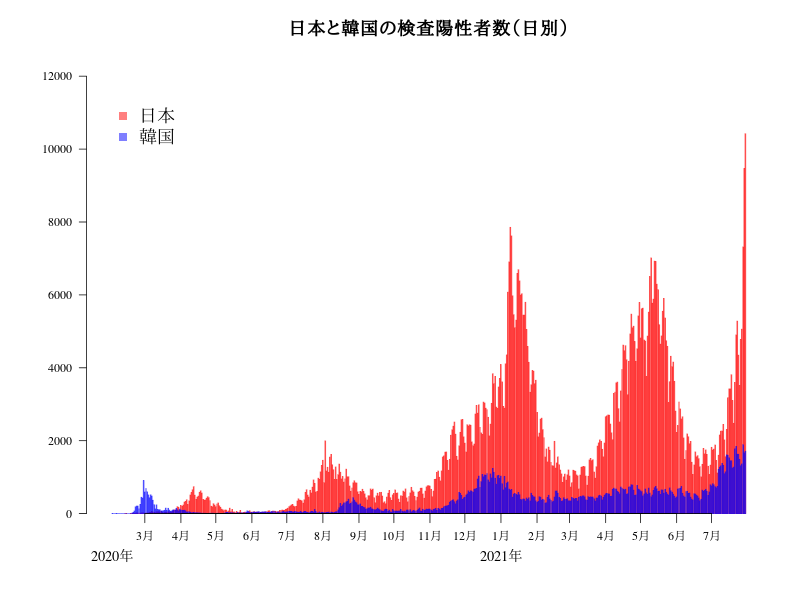 日本と韓国の検査陽性者数（日別）
日本
韓国
12000
10000
8000
6000
4000
2000
0
3月 4月 5月 6月 7月 8月 9月 10月 11月 12月 1月 2月 3月 4月 5月 6月 7月
2020年 2021年